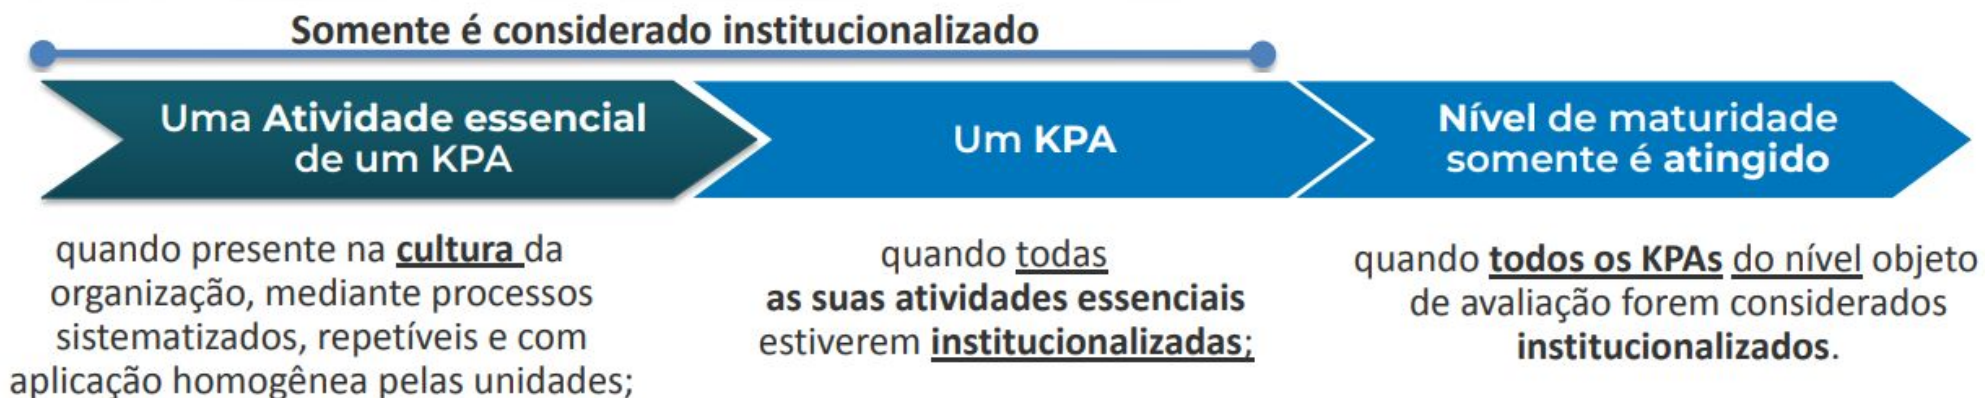 Somente é considerado institucionalizado
Uma Atividade essencial
de um KPA
Um KPA
Nível de maturidade
somente é atingido
quando presente na cultura da
organização, mediante processos
sistematizados, repetíveis e com
aplicação homogênea pelas unidades;
quando todas
as suas atividades essenciais
estiverem institucionalizadas;
quando todos os KPAs do nível objeto
de avaliação forem considerados
institucionalizados.